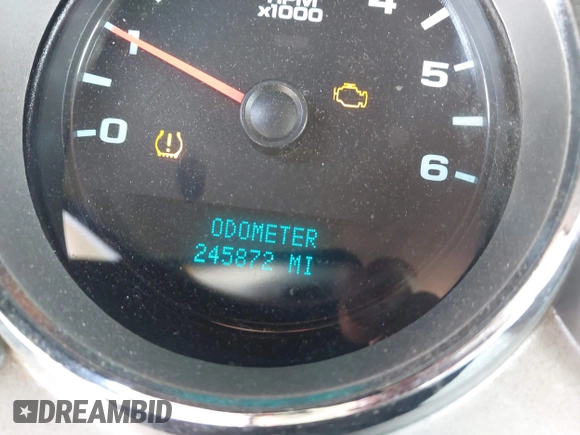 RPM
x1000
4
1
5
0
6
ODOMETER
245872 MI
DREAMBID